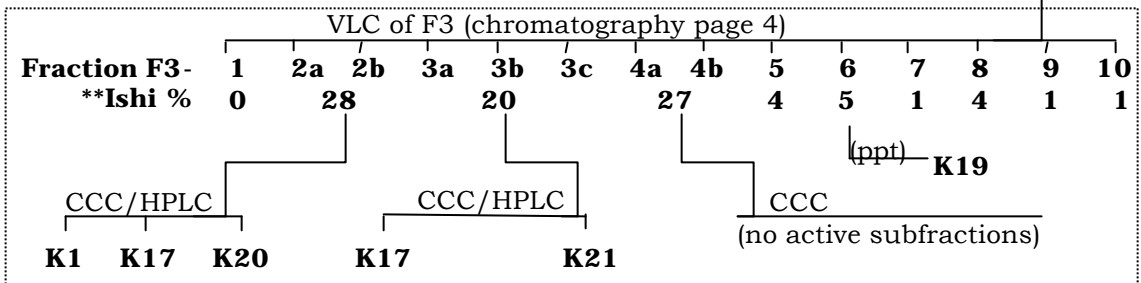 VLC of F3 (chromatography page 4)
Fraction F3- 1 2a 2b 3a 3b 3c 4a 4b 5 6 7 8 9 10
**Ishi % 0 28 20 27 4 5 1 4 1 1
(ppt) K19
CCC/HPLC CCC/HPLC CCC
(no active subfractions)
K1 K17 K20 K17 K21